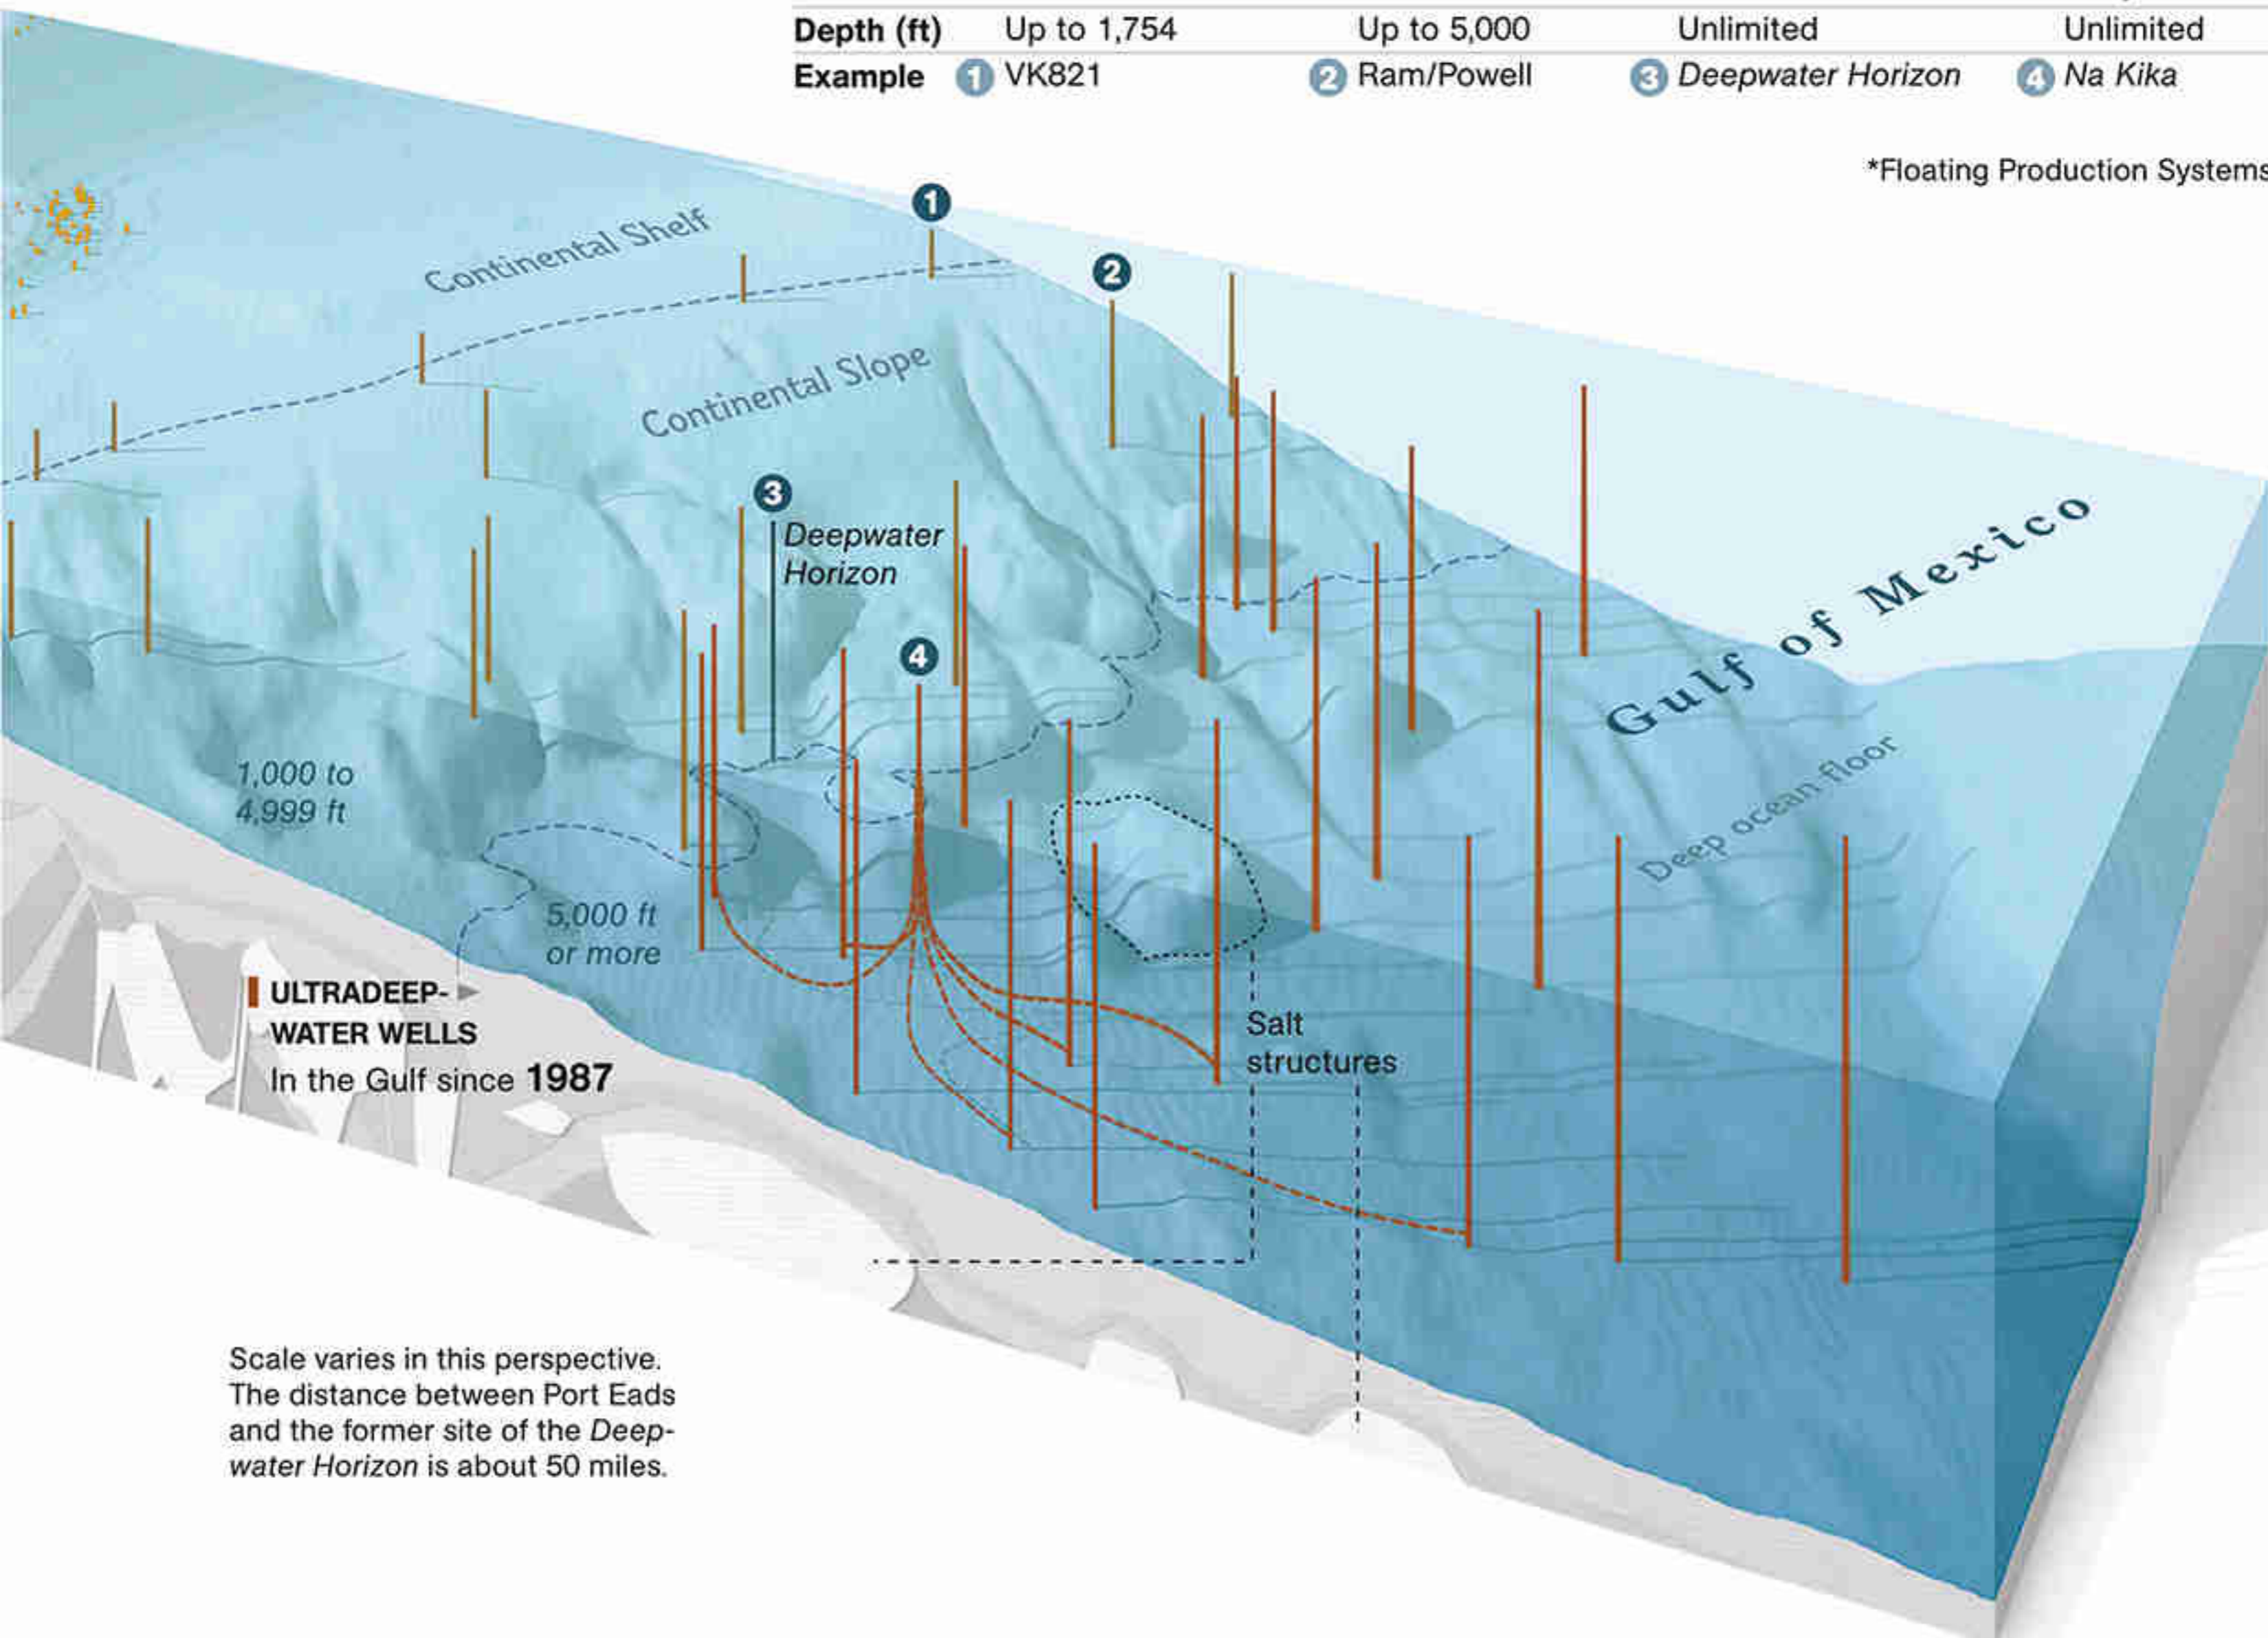 Depth (ft) Up to 1,754 Up to 5,000 Unlimited Unlimited
Example 1 VK821 2 Ram/Powell 3 Deepwater Horizon 4 Na Kika
*Floating Production Systems
1
Continental Shelf
2
Continental Slope
3
Deepwater
Horizon
4
Gulf of Mexico
Deep ocean floor
1,000 to
4,999 ft
5,000 ft
or more
ULTRADEEP-
WATER WELLS
In the Gulf since 1987
Salt
structures
Scale varies in this perspective.
The distance between Port Eads
and the former site of the Deep-
water Horizon is about 50 miles.